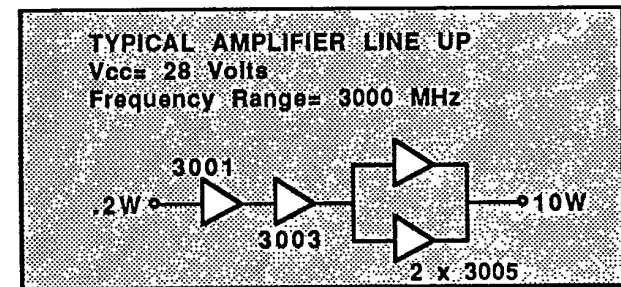 TYPICAL AMPLIFIER LINE UP
Vcc= 28 Volts
Frequency Range= 3000 MHz
3001
.2W
10W
3003
2 x 3005